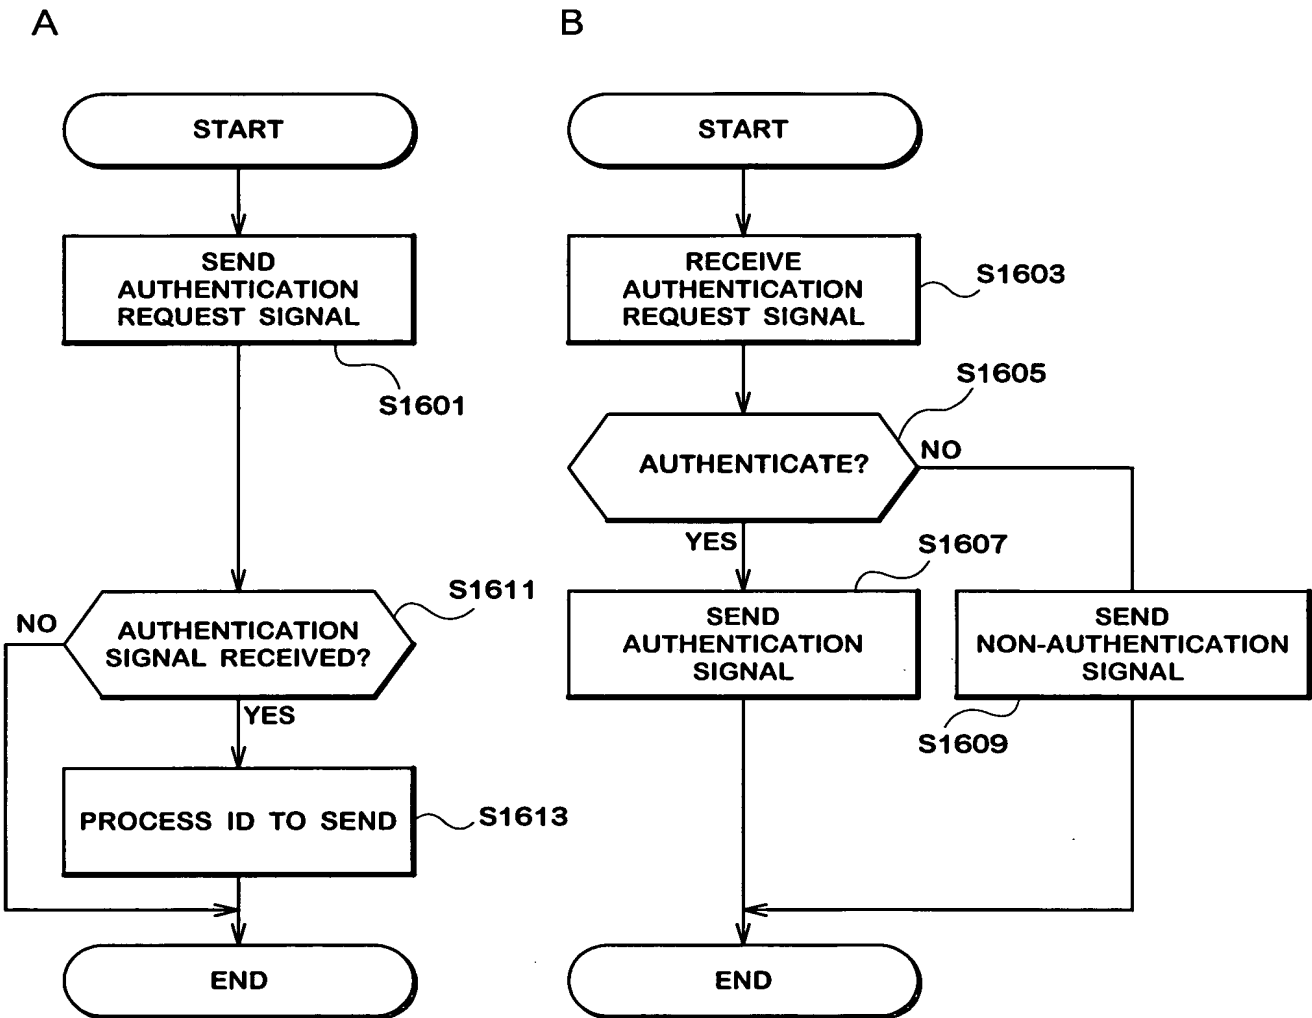 A
START
SEND
AUTHENTICATION
REQUEST SIGNAL
S1601
S1611
NO
AUTHENTICATION
SIGNAL RECEIVED?
YES
PROCESS ID TO SEND
S1613
END
B
START
RECEIVE
AUTHENTICATION
REQUEST SIGNAL
S1603
S1605
AUTHENTICATE?
NO
YES
S1607
SEND
AUTHENTICATION
SIGNAL
SEND
NON-AUTHENTICATION
SIGNAL
S1609
END